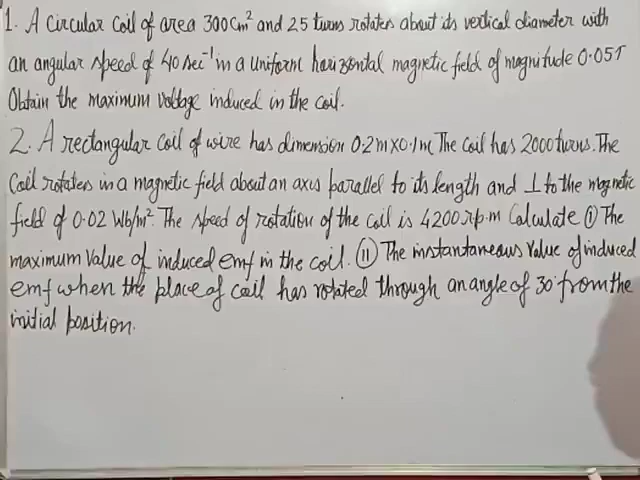 1. A Circular Coil of area 300cm² and 25 turns rotates about its vertical diameter with
an angular speed of 40 sec⁻¹ in a uniform horizontal magnetic field of magnitude 0.05T
Obtain the maximum voltage induced in the coil.
2. A rectangular coil of wire has dimension 0.2m×0.1m. The coil has 2000 turns. The
Coil rotates in a magnetic field about an axis parallel to its length and ⊥ to the magnetic
field of 0.02 Wb/m². The speed of rotation of the coil is 4200 r.p.m Calculate (I) The
maximum Value of induced emf in the coil. (II) The instantaneous Value of induced
emf when the place of coil has rotated through an angle of 30° from the
initial position.